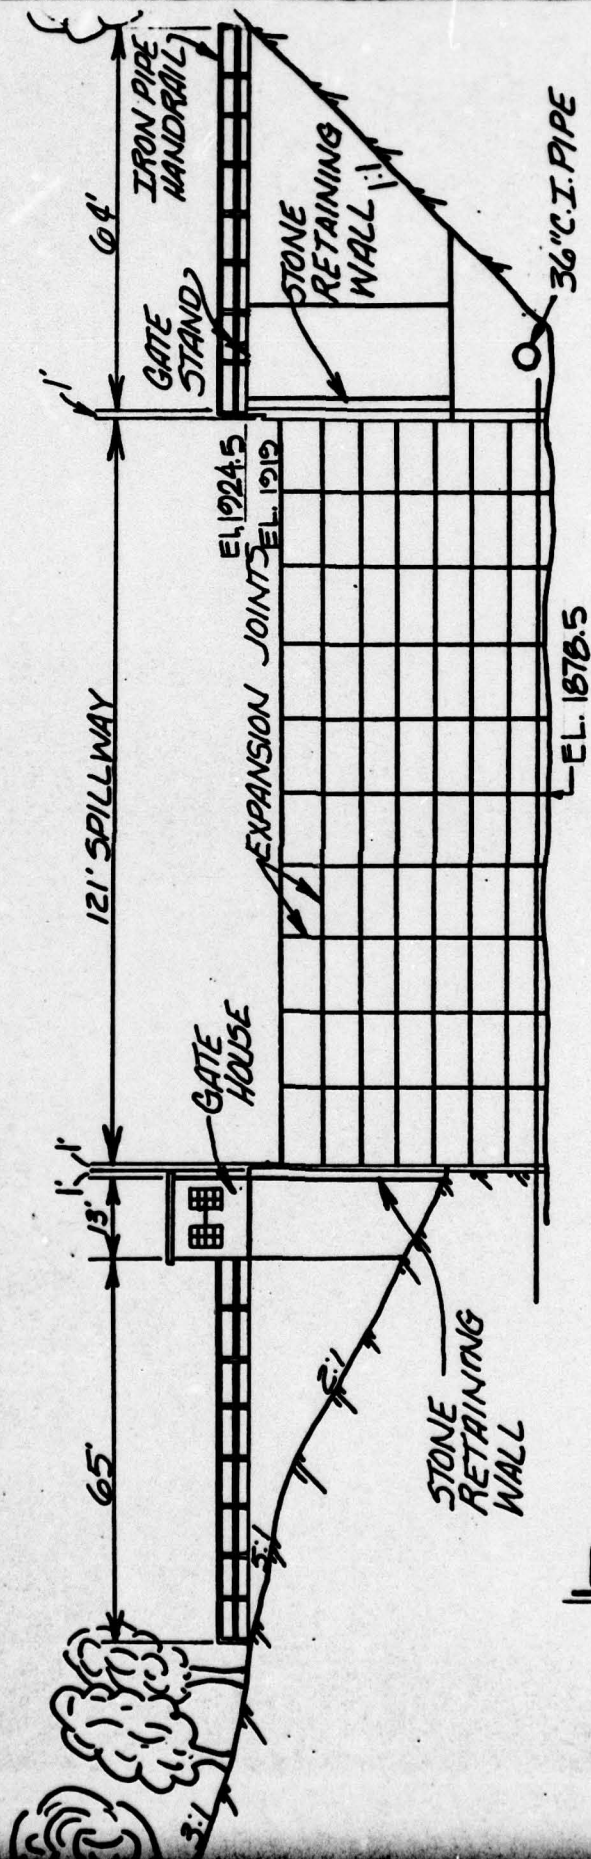 65'
13'
1'
1'
121' SPILLWAY
1'
64'
IRON PIPE
HANDRAIL
GATE
STAND
STONE
RETAINING
WALL
1:1
GATE
HOUSE
EXPANSION JOINTS
EL. 1924.5
EL. 1919
3:1
5:1
2:1
STONE
RETAINING
WALL
EL. 1878.5
36" C.I. PIPE